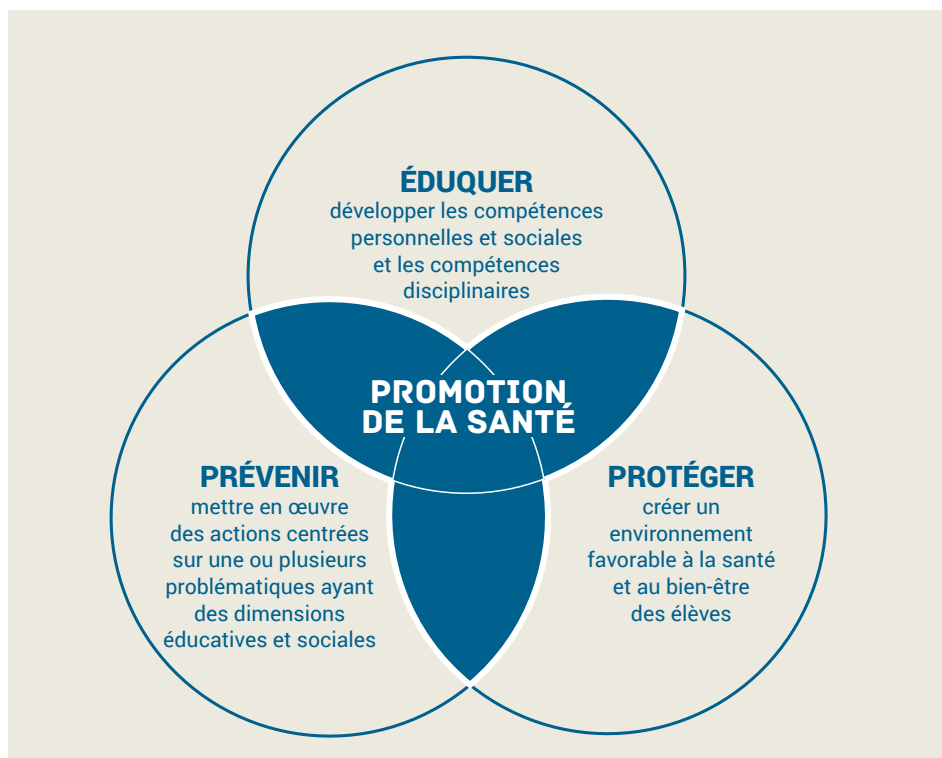 ÉDUQUER
développer les compétences
personnelles et sociales
et les compétences
disciplinaires
PROMOTION
DE LA SANTÉ
PRÉVENIR
mettre en œuvre
des actions centrées
sur une ou plusieurs
problématiques ayant
des dimensions
éducatives et sociales
PROTÉGER
créer un
environnement
favorable à la santé
et au bien-être
des élèves